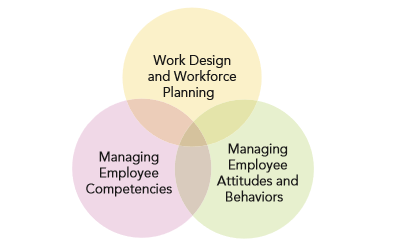 Work Design
and Workforce
Planning
Managing
Employee
Competencies
Managing
Employee
Attitudes and
Behaviors